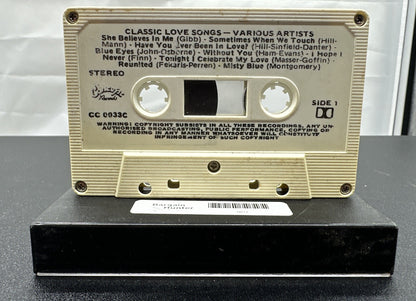 CLASSIC LOVE SONGS — VARIOUS ARTISTS
She Believes In Me (Gibb) - Sometimes When We Touch (Hill-
Mann) - Have You Ever Been In Love? (Hill-Sinfield-Danter)
Blue Eyes (John-Osborne) - Without You (Ham-Evans) - I Hope I
Never (Finn) - Tonight I Celebrate My Love (Masser-Goffin)
Reunited (Fekaris-Perren) - Misty Blue (Montgomery)
STEREO
Records
SIDE 1
CC 0033C
WARNING! COPYRIGHT SUBSISTS IN ALL THESE RECORDINGS. ANY UN-
AUTHORISED BROADCASTING, PUBLIC PERFORMANCE, COPYING OR
RECORDING IN ANY MANNER WHATSOEVER WILL CONSTITUTE
INFRINGEMENT OF SUCH COPYRIGHT
Bargain
Hunter